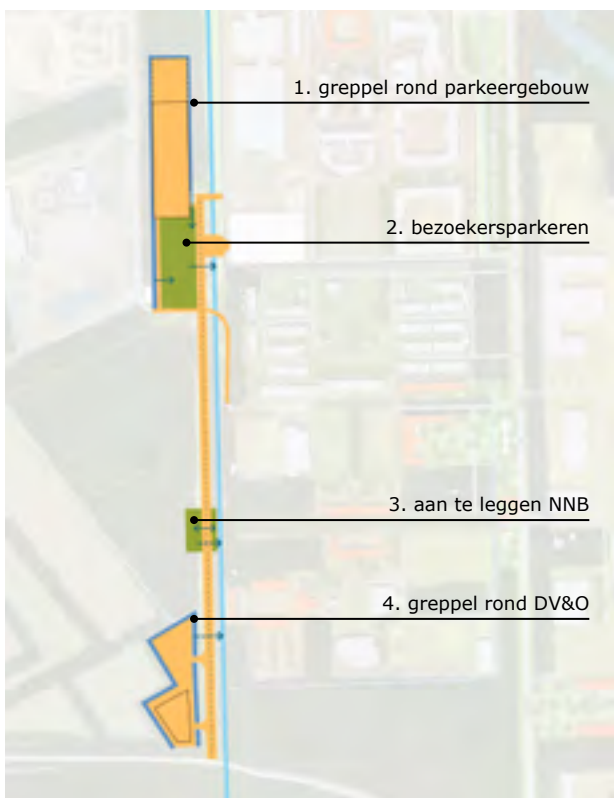 1. greppel rond parkeergebouw
2. bezoekersparkeren
3. aan te leggen NNB
4. greppel rond DV&O